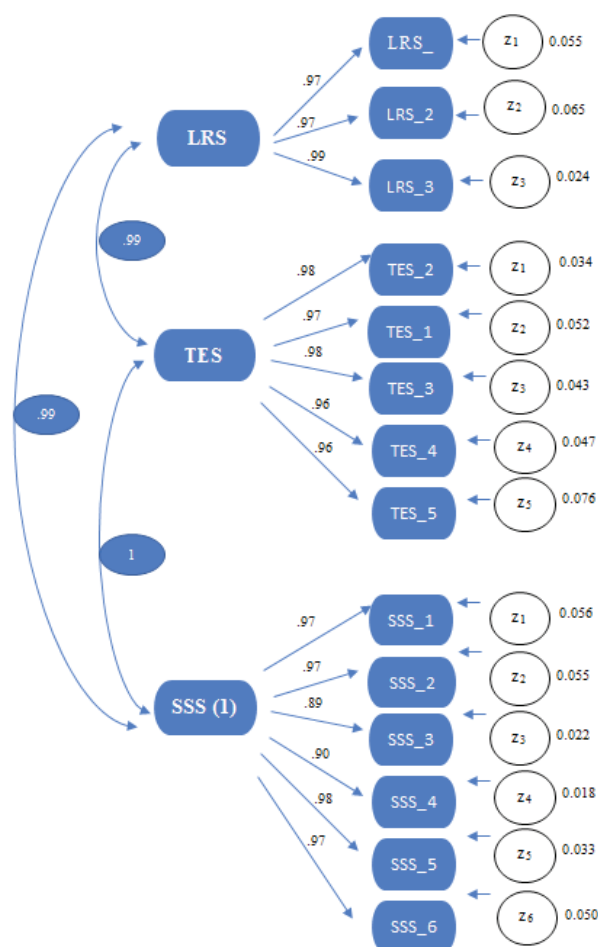 LRS_
z1
0.055
.97
LRS
.97
LRS_2
z2
0.065
.99
LRS_3
z3
0.024
.99
.98
TES_2
z1
0.034
TES
.97
TES_1
z2
0.052
.98
TES_3
z3
0.043
.96
TES_4
z4
0.047
.96
TES_5
z5
0.076
.99
1
.97
SSS_1
z1
0.056
SSS (1)
.97
SSS_2
z2
0.055
.89
SSS_3
z3
0.022
.90
SSS_4
z4
0.018
.98
SSS_5
z5
0.033
.97
SSS_6
z6
0.050